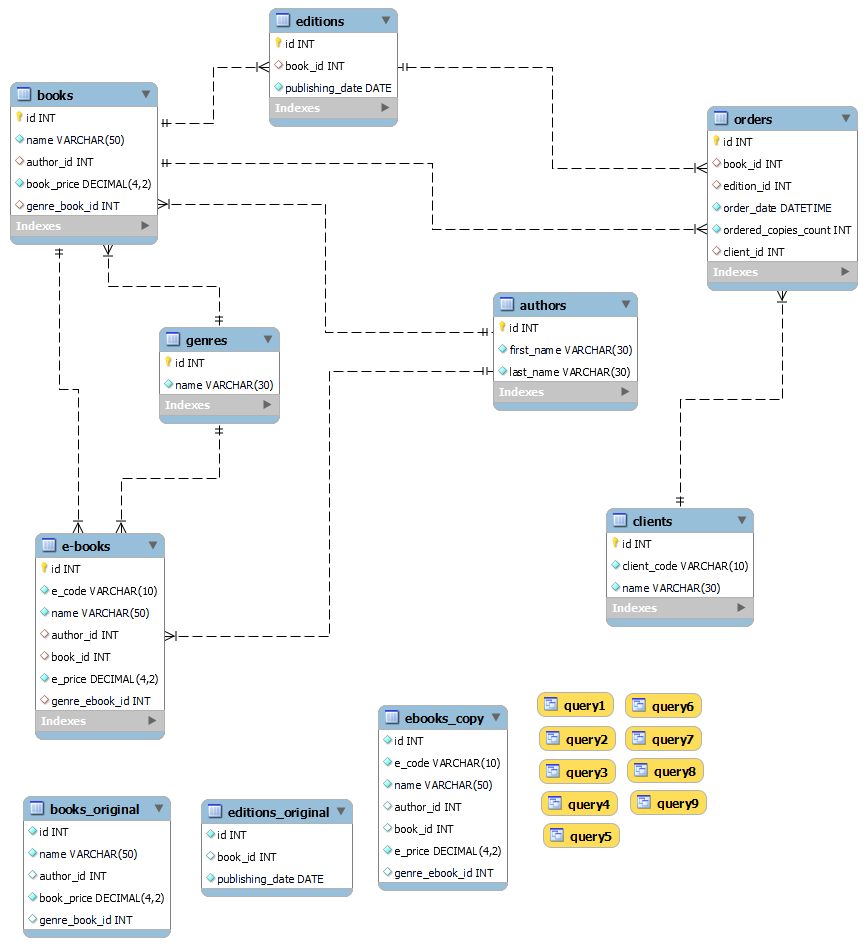 editions
id INT
book_id INT
publishing_date DATE
Indexes
books
id INT
name VARCHAR(50)
author_id INT
book_price DECIMAL(4,2)
genre_book_id INT
Indexes
orders
id INT
book_id INT
edition_id INT
order_date DATETIME
ordered_copies_count INT
client_id INT
Indexes
authors
id INT
first_name VARCHAR(30)
last_name VARCHAR(30)
Indexes
genres
id INT
name VARCHAR(30)
Indexes
clients
id INT
client_code VARCHAR(10)
name VARCHAR(30)
Indexes
e-books
id INT
e_code VARCHAR(10)
name VARCHAR(50)
author_id INT
book_id INT
e_price DECIMAL(4,2)
genre_ebook_id INT
Indexes
ebooks_copy
id INT
e_code VARCHAR(10)
name VARCHAR(50)
author_id INT
book_id INT
e_price DECIMAL(4,2)
genre_ebook_id INT
query1
query2
query3
query4
query5
query6
query7
query8
query9
books_original
id INT
name VARCHAR(50)
author_id INT
book_price DECIMAL(4,2)
genre_book_id INT
editions_original
id INT
book_id INT
publishing_date DATE